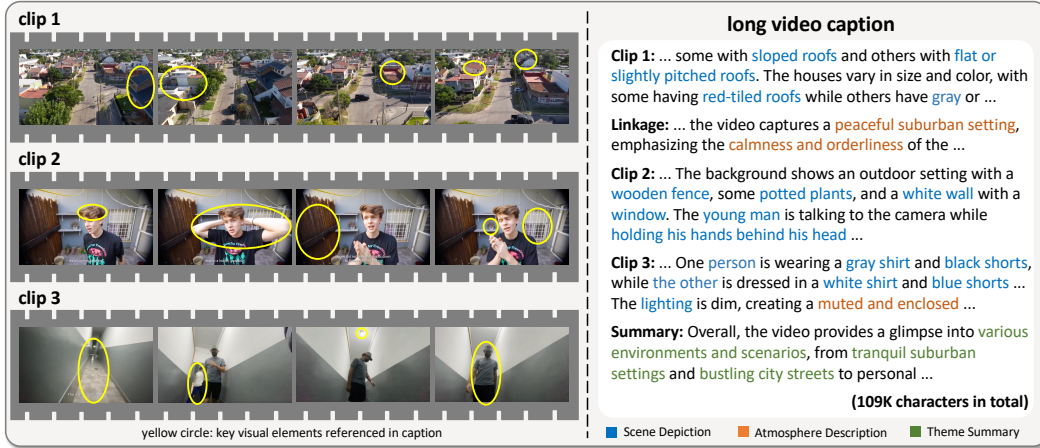 clip 1
clip 2
clip 3
yellow circle: key visual elements referenced in caption
long video caption
Clip 1: ... some with sloped roofs and others with flat or
slightly pitched roofs. The houses vary in size and color, with
some having red-tiled roofs while others have gray or ...
Linkage: ... the video captures a peaceful suburban setting,
emphasizing the calmness and orderliness of the ...
Clip 2: ... The background shows an outdoor setting with a
wooden fence, some potted plants, and a white wall with a
window. The young man is talking to the camera while
holding his hands behind his head ...
Clip 3: ... One person is wearing a gray shirt and black shorts,
while the other is dressed in a white shirt and blue shorts ...
The lighting is dim, creating a muted and enclosed ...
Summary: Overall, the video provides a glimpse into various
environments and scenarios, from tranquil suburban
settings and bustling city streets to personal ...
(109K characters in total)
Scene Depiction
Atmosphere Description
Theme Summary